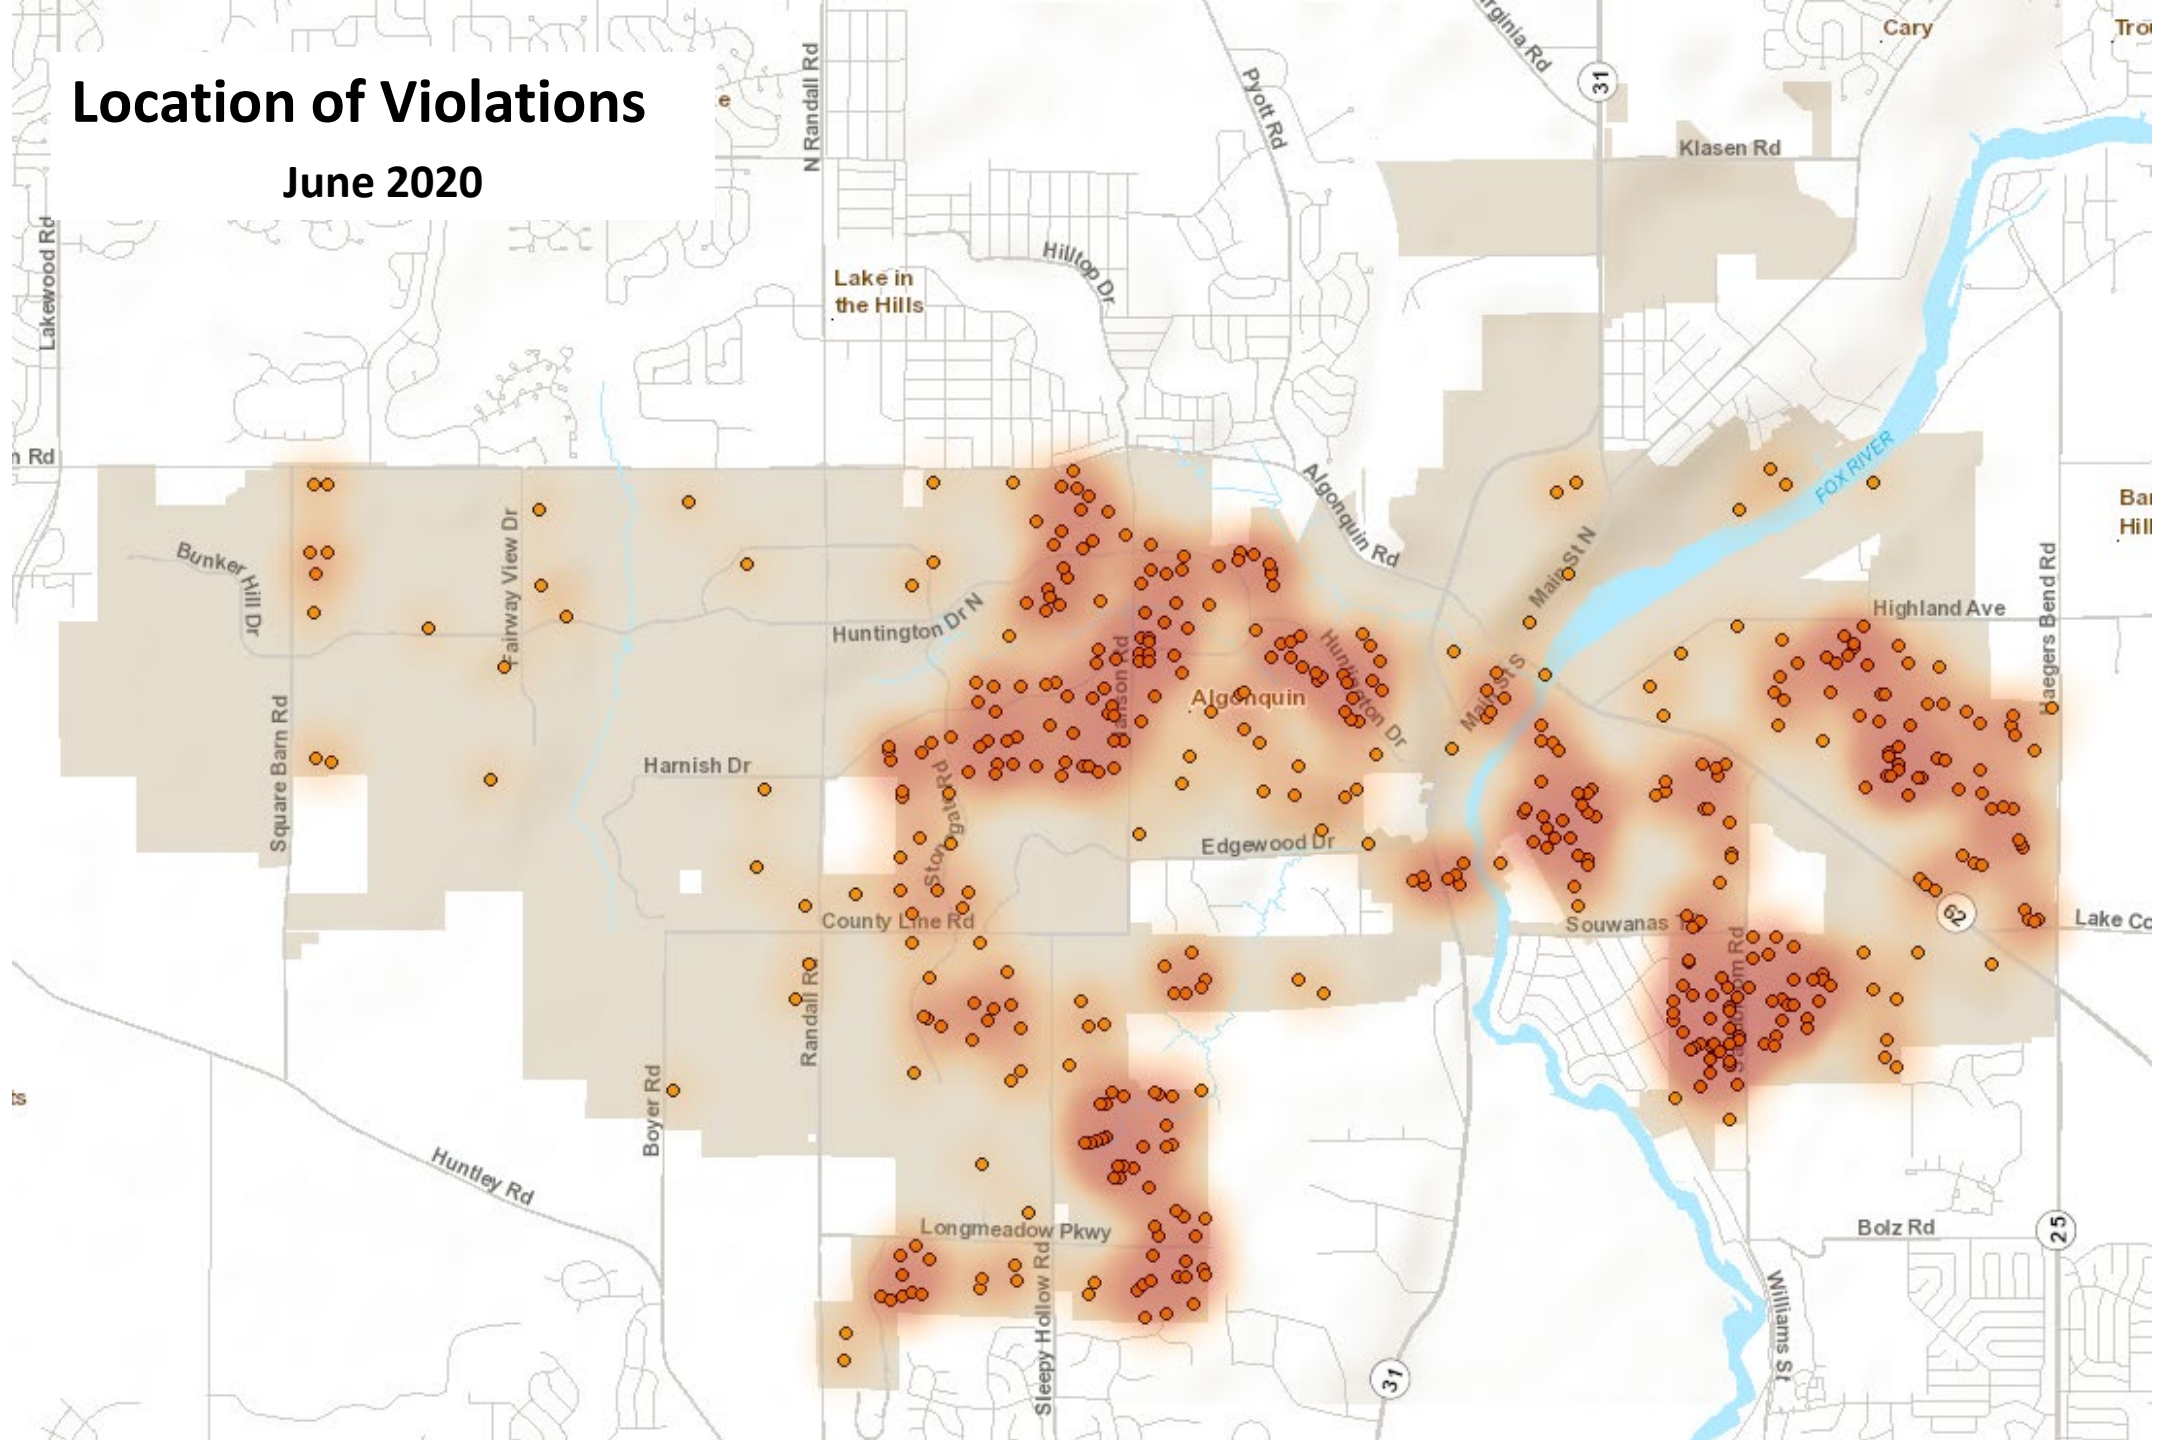 Location of Violations
June 2020
Cary
N Randall Rd
Pyott Rd
31
Klasen Rd
Lakewood Rd
Hilltop Dr
Lake in
the Hills
n Rd
Algonquin Rd
FOX RIVER
Bunker Hill Dr
Fairway View Dr
Main St N
Haegers Bend Rd
Highland Ave
Huntington Dr N
Huntington Dr
Main St S
Algonquin
Square Barn Rd
Harnish Dr
Edgewood Dr
County Line Rd
Souwanas
62
Lake Co
Randall Rd
Boyer Rd
Huntley Rd
Longmeadow Pkwy
Bolz Rd
25
Sleepy Hollow Rd
Williams St
31